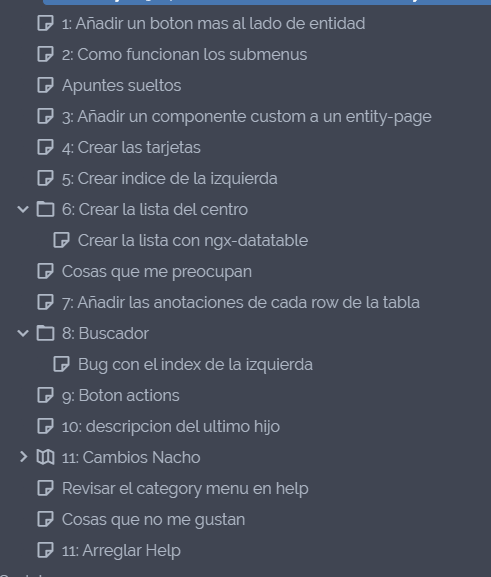 1: Añadir un boton mas al lado de entidad
2: Como funcionan los submenus
Apuntes sueltos
3: Añadir un componente custom a un entity-page
4: Crear las tarjetas
5: Crear indice de la izquierda
6: Crear la lista del centro
Crear la lista con ngx-datatable
Cosas que me preocupan
7: Añadir las anotaciones de cada row de la tabla
8: Buscador
Bug con el index de la izquierda
9: Boton actions
10: descripcion del ultimo hijo
11: Cambios Nacho
Revisar el category menu en help
Cosas que no me gustan
11: Arreglar Help